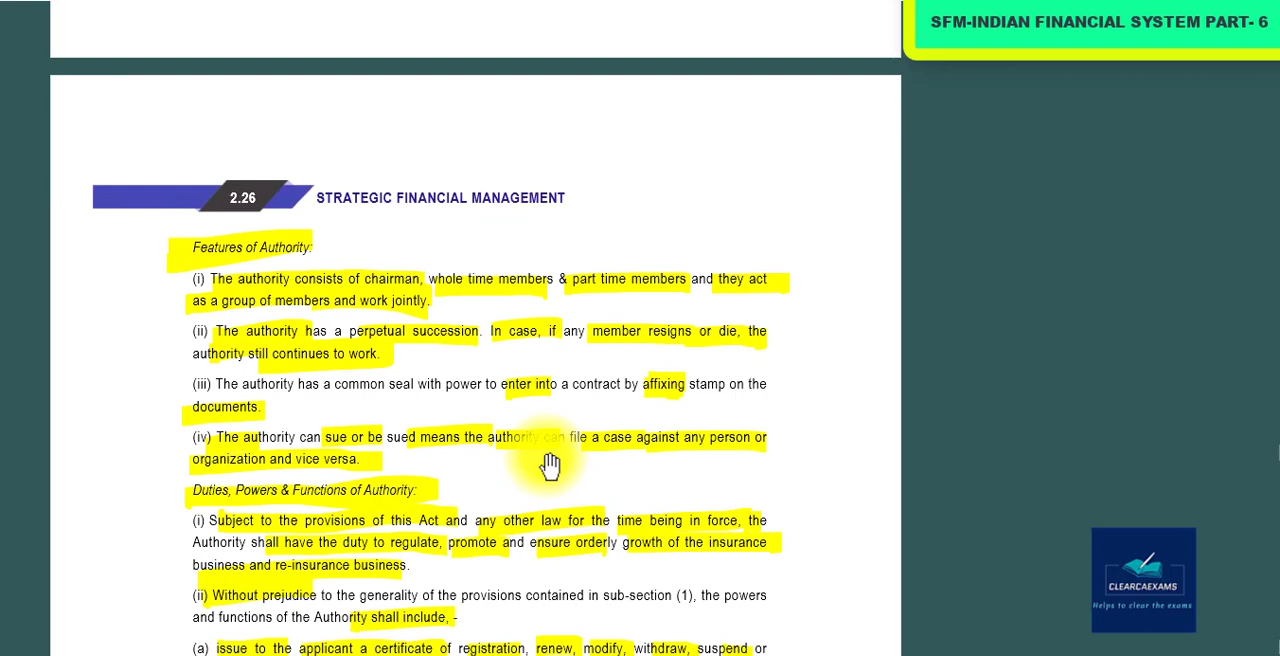 SFM-INDIAN FINANCIAL SYSTEM PART- 6
2.26 STRATEGIC FINANCIAL MANAGEMENT
Features of Authority:
(i) The authority consists of chairman, whole time members & part time members and they act
as a group of members and work jointly.
(ii) The authority has a perpetual succession. In case, if any member resigns or die, the
authority still continues to work.
(iii) The authority has a common seal with power to enter into a contract by affixing stamp on the
documents.
(iv) The authority can sue or be sued means the authority can file a case against any person or
organization and vice versa.
Duties, Powers & Functions of Authority:
(i) Subject to the provisions of this Act and any other law for the time being in force, the
Authority shall have the duty to regulate, promote and ensure orderly growth of the insurance
business and re-insurance business.
(ii) Without prejudice to the generality of the provisions contained in sub-section (1), the powers
and functions of the Authority shall include, -
(a) issue to the applicant a certificate of registration, renew, modify, withdraw, suspend or
CLEARCAEXAMS
Helps to clear the exams